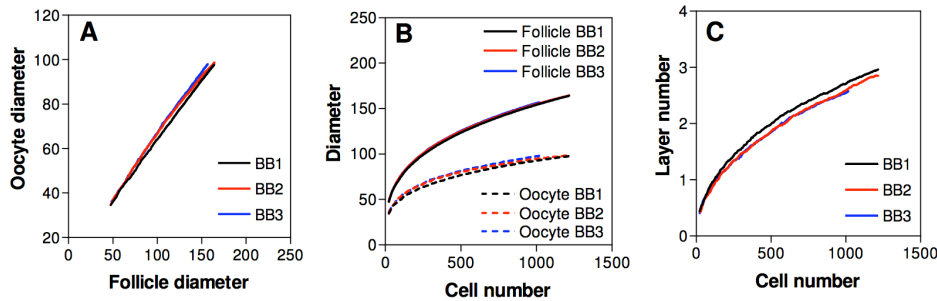 A
Oocyte diameter
120
100
80
60
40
20
0 50 100 150 200 250
Follicle diameter
BB1
BB2
BB3
B
Diameter
250
200
150
100
50
0
0 500 1000 1500
Cell number
Follicle BB1
Follicle BB2
Follicle BB3
Oocyte BB1
Oocyte BB2
Oocyte BB3
C
Layer number
4
3
2
1
0
0 500 1000 1500
Cell number
BB1
BB2
BB3